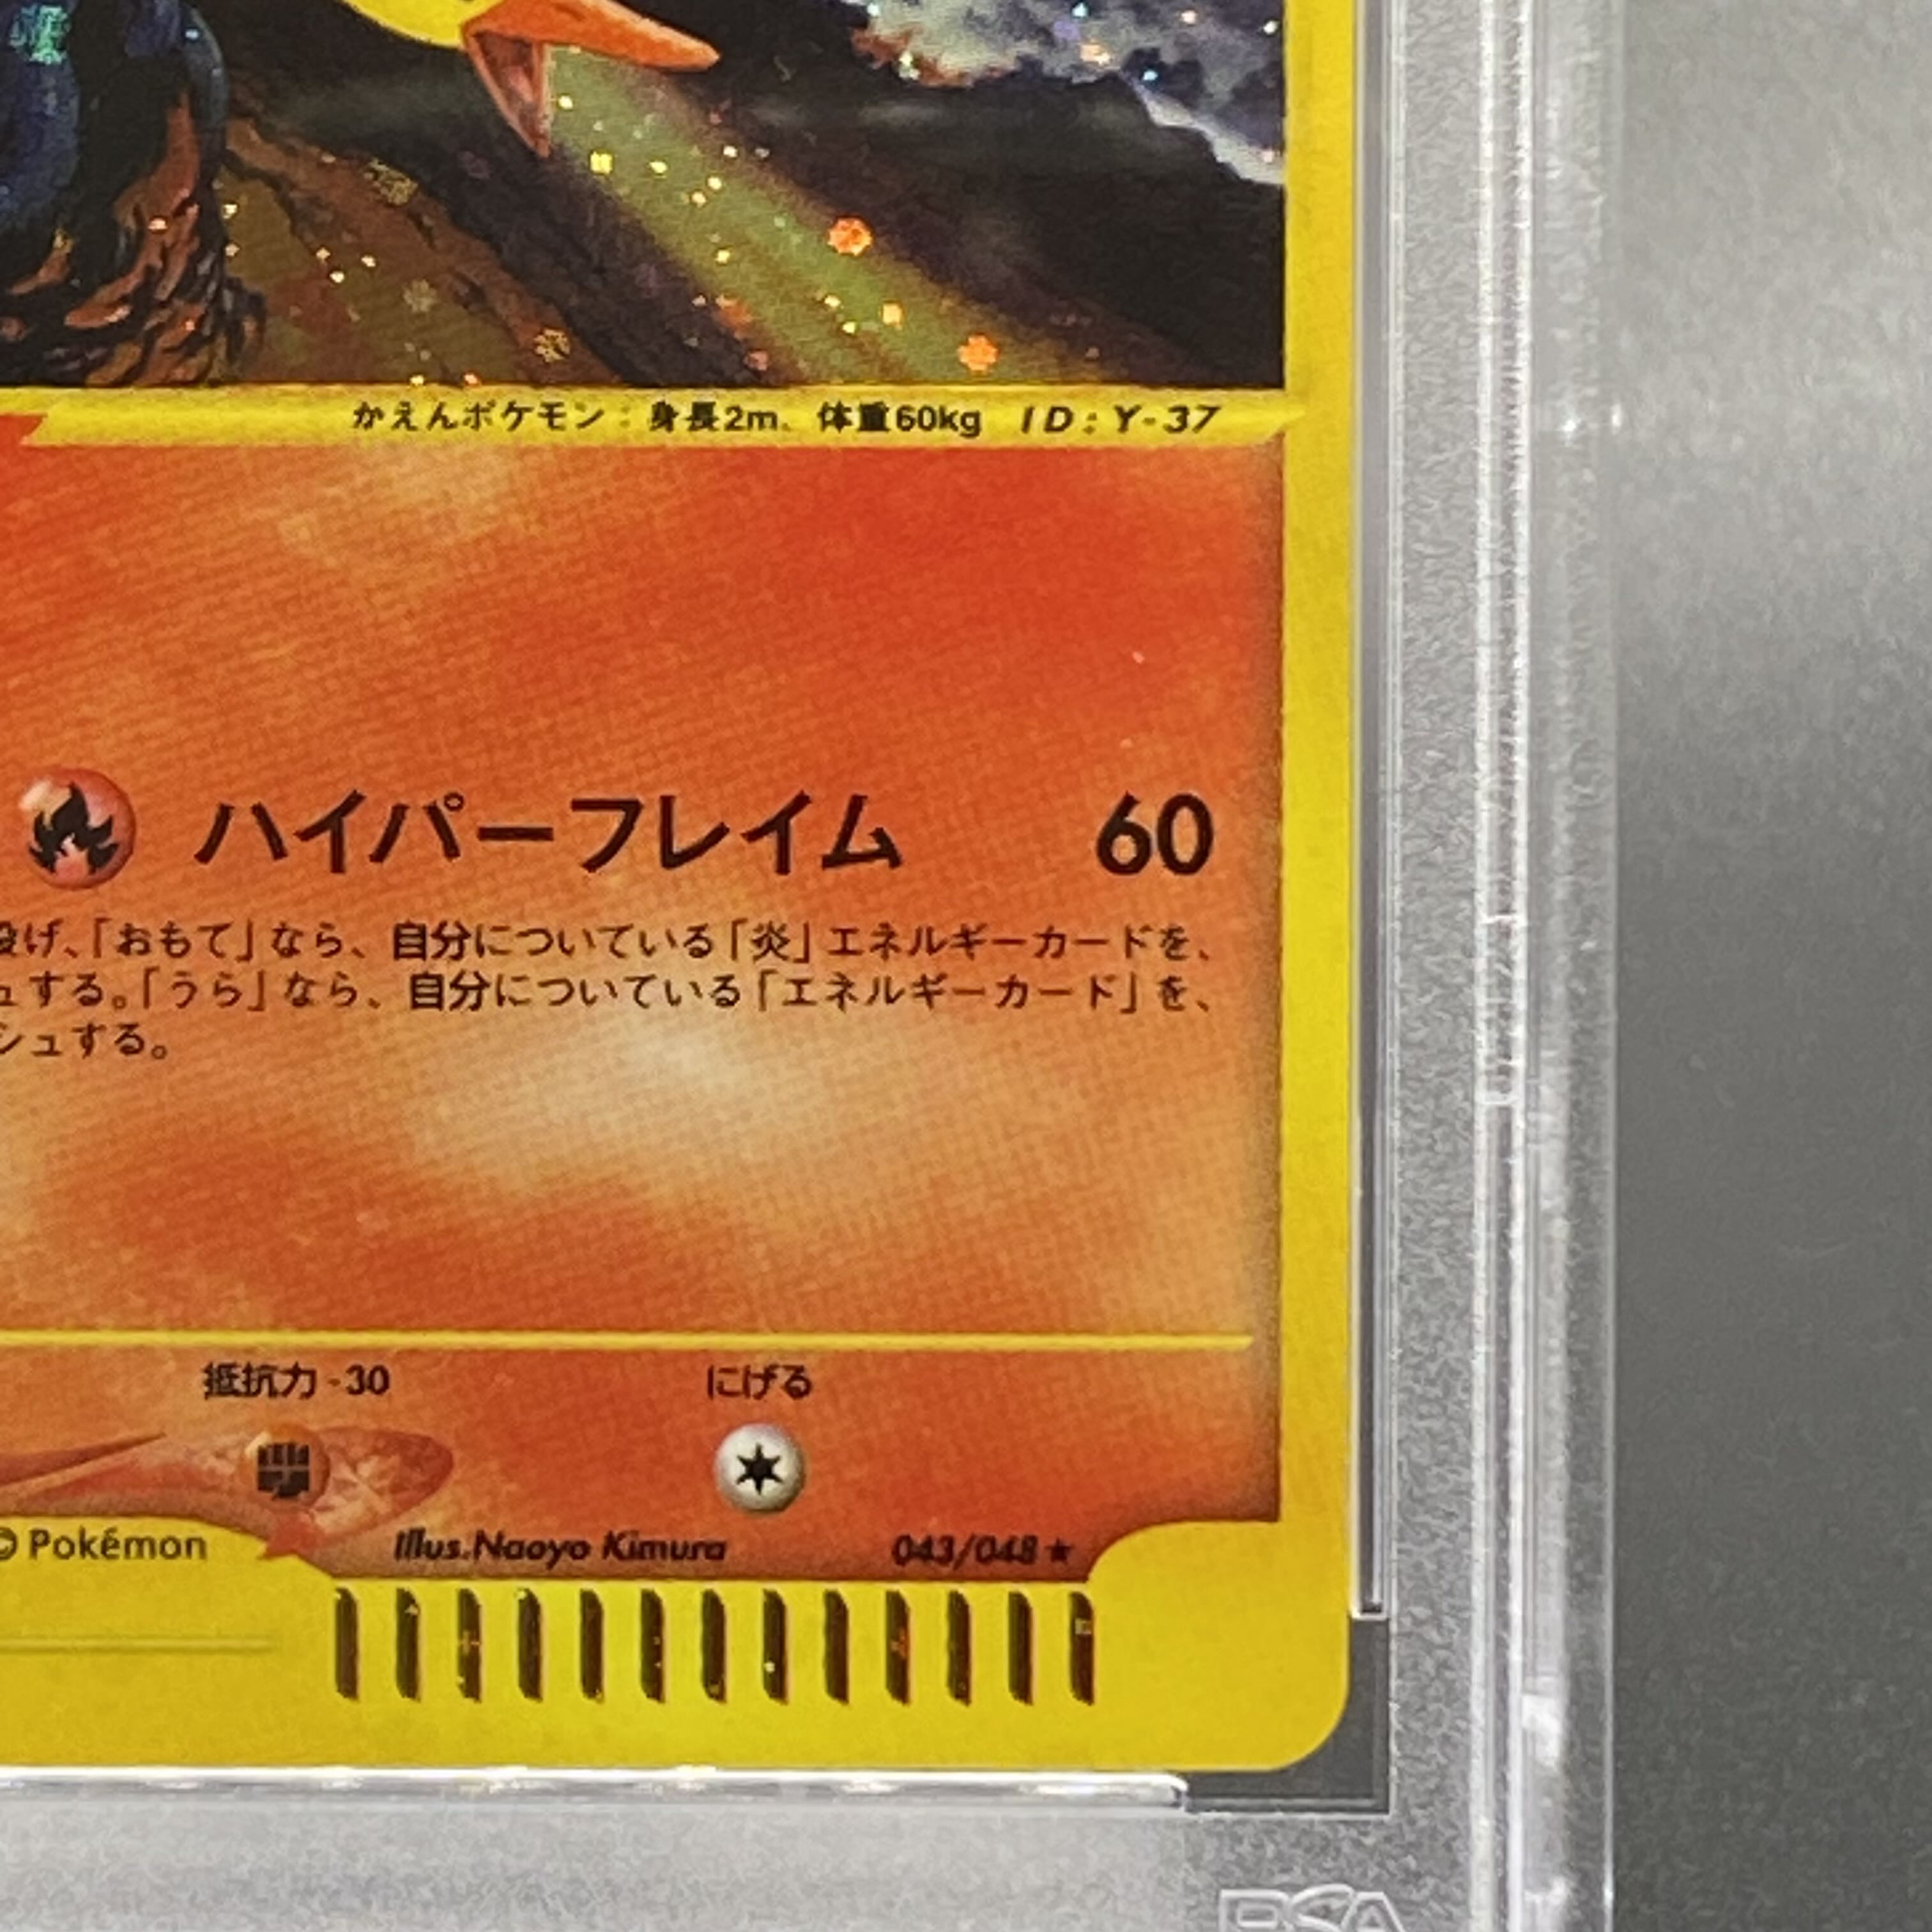 かえんポケモン：身長2m、体重60kg ID:Y-37
ハイパーフレイム 60
投げ、「おもて」なら、自分についている「炎」エネルギーカードを、
ュする。「うら」なら、自分についている「エネルギーカード」を、
シュする。
抵抗力 -30 にげる
© Pokémon Illus.Naoyo Kimura 043/048 ★
PSA